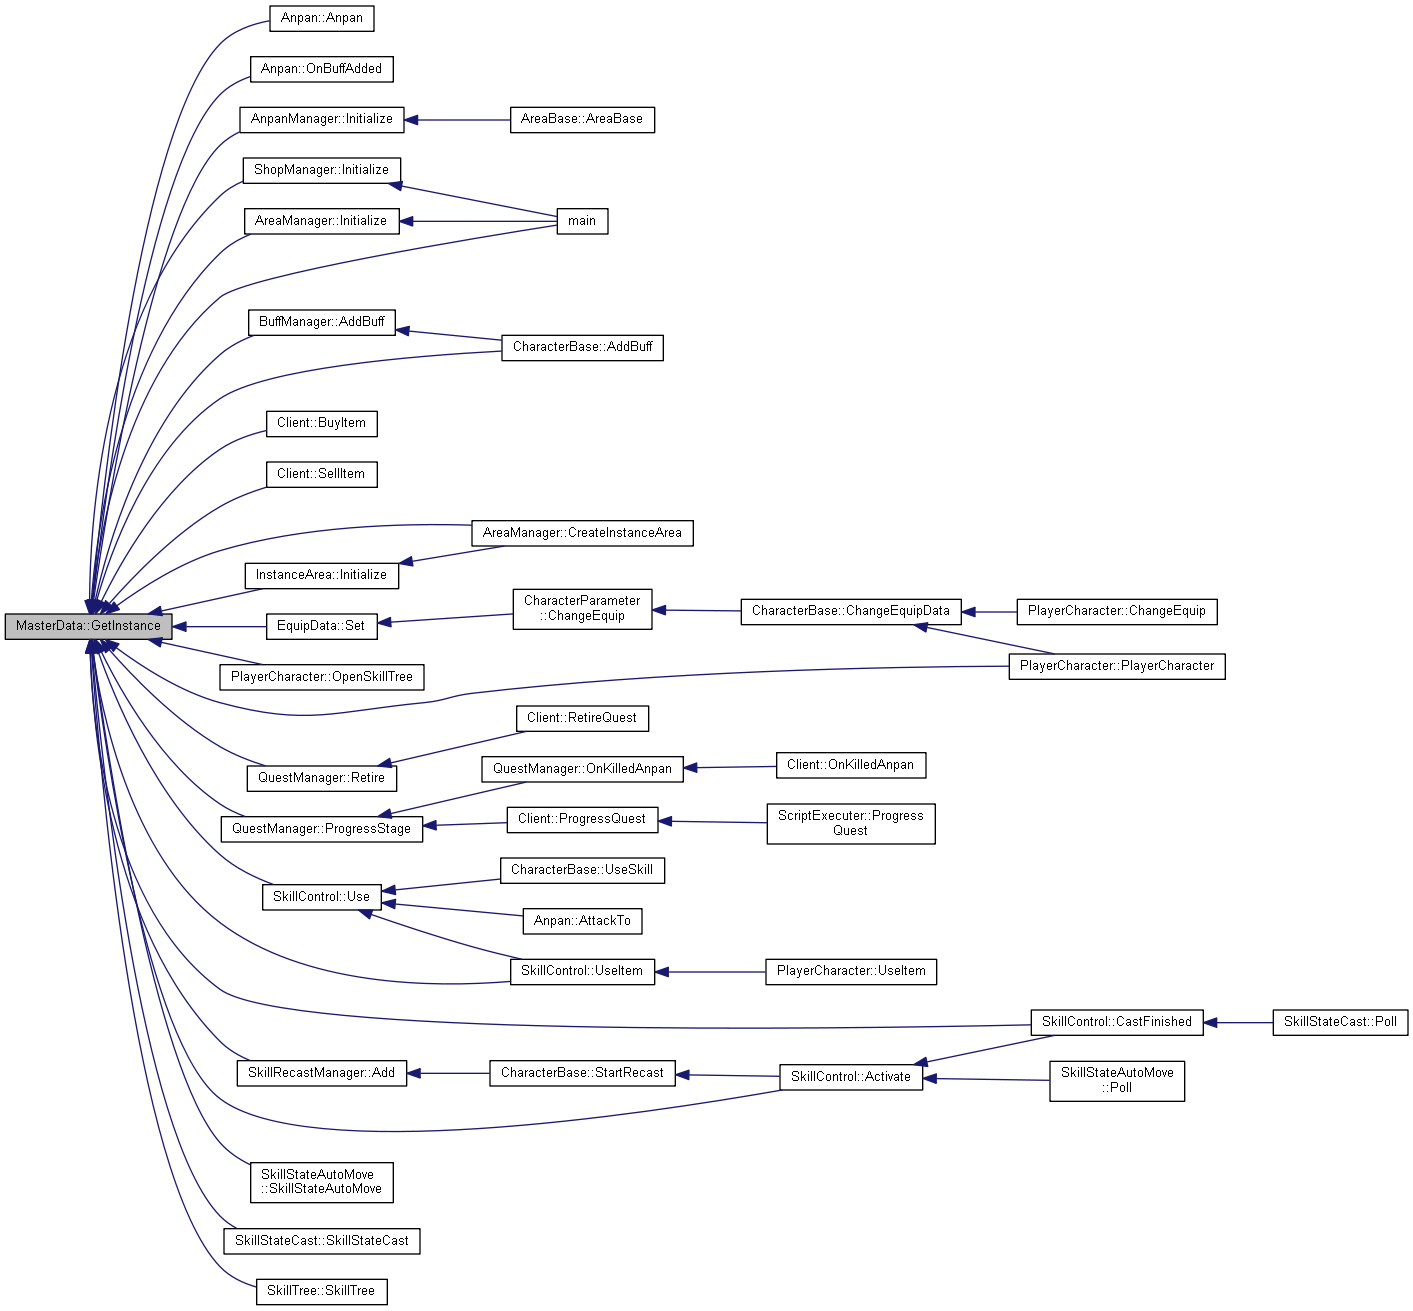 Anpan::Anpan
Anpan::OnBuffAdded
AnpanManager::Initialize
AreaBase::AreaBase
ShopManager::Initialize
AreaManager::Initialize
main
BuffManager::AddBuff
CharacterBase::AddBuff
Client::BuyItem
Client::SellItem
AreaManager::CreateInstanceArea
InstanceArea::Initialize
MasterData::GetInstance
EquipData::Set
CharacterParameter
::ChangeEquip
CharacterBase::ChangeEquipData
PlayerCharacter::ChangeEquip
PlayerCharacter::PlayerCharacter
PlayerCharacter::OpenSkillTree
Client::RetireQuest
QuestManager::Retire
QuestManager::OnKilledAnpan
Client::OnKilledAnpan
QuestManager::ProgressStage
Client::ProgressQuest
ScriptExecuter::Progress
Quest
CharacterBase::UseSkill
SkillControl::Use
Anpan::AttackTo
SkillControl::UseItem
PlayerCharacter::UseItem
SkillControl::CastFinished
SkillStateCast::Poll
SkillRecastManager::Add
CharacterBase::StartRecast
SkillControl::Activate
SkillStateAutoMove
::Poll
SkillStateAutoMove
::SkillStateAutoMove
SkillStateCast::SkillStateCast
SkillTree::SkillTree